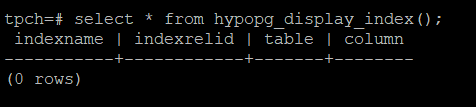 tpch=# select * from hypopg_display_index();
 indexname | indexrelid | table | column
-----------+------------+-------+--------
(0 rows)